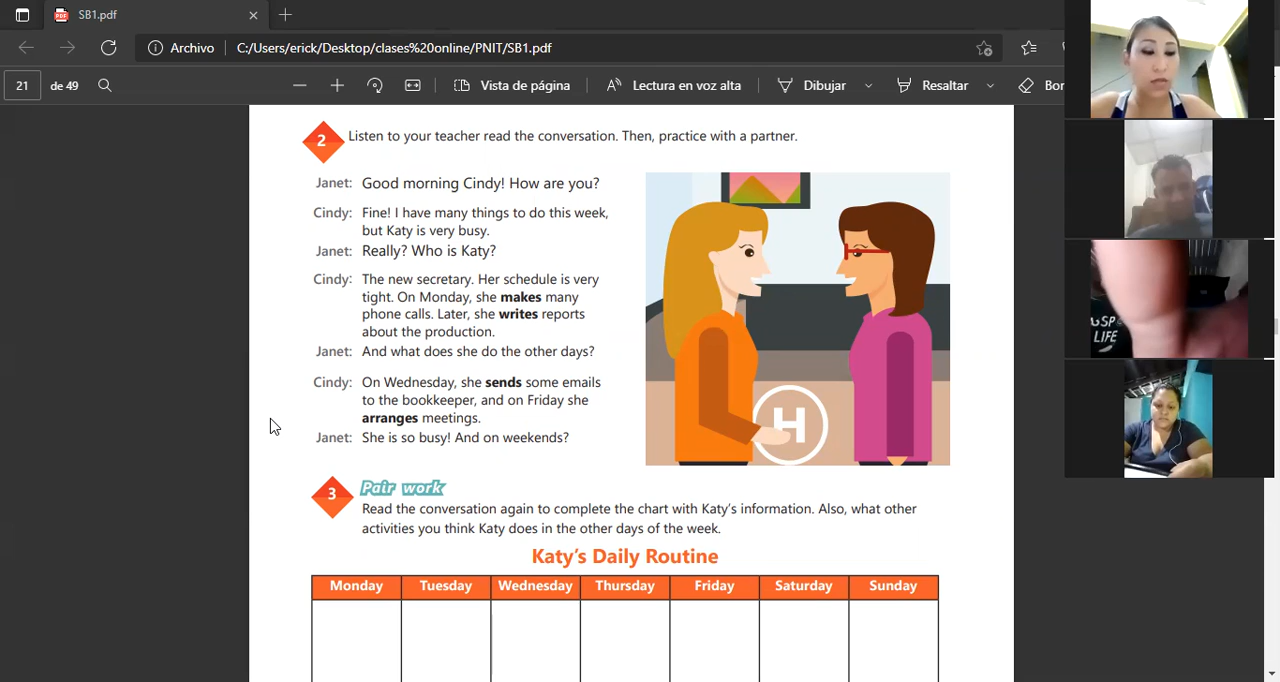 SB1.pdf
Archivo
C:/Users/erick/Desktop/clases%20online/PNIT/SB1.pdf
21 de 49
Vista de página
Lectura en voz alta
Dibujar
Resaltar
Bor
2 Listen to your teacher read the conversation. Then, practice with a partner.
Janet: Good morning Cindy! How are you?
Cindy: Fine! I have many things to do this week,
but Katy is very busy.
Janet: Really? Who is Katy?
Cindy: The new secretary. Her schedule is very
tight. On Monday, she makes many
phone calls. Later, she writes reports
about the production.
Janet: And what does she do the other days?
Cindy: On Wednesday, she sends some emails
to the bookkeeper, and on Friday she
arranges meetings.
Janet: She is so busy! And on weekends?
H
3 Pair work
Read the conversation again to complete the chart with Katy's information. Also, what other
activities you think Katy does in the other days of the week.
Katy's Daily Routine
Monday Tuesday Wednesday Thursday Friday Saturday Sunday
LIFE